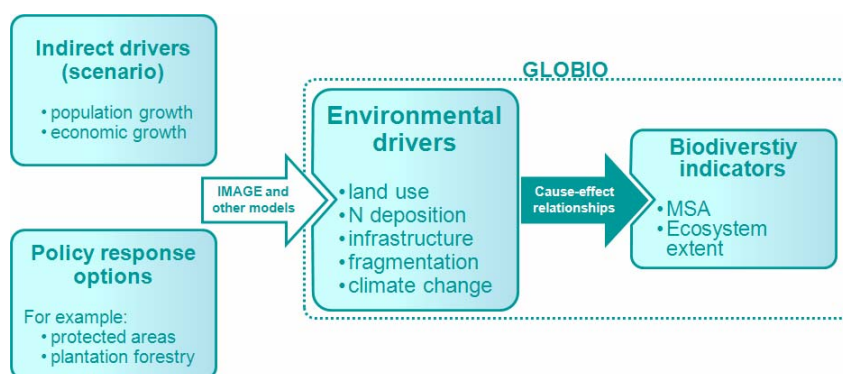 Indirect drivers
(scenario)
• population growth
• economic growth
Policy response
options
For example:
• protected areas
• plantation forestry
IMAGE and
other models
GLOBIO
Environmental
drivers
• land use
• N deposition
• infrastructure
• fragmentation
• climate change
Cause-effect
relationships
Biodiverstiy
indicators
• MSA
• Ecosystem
extent